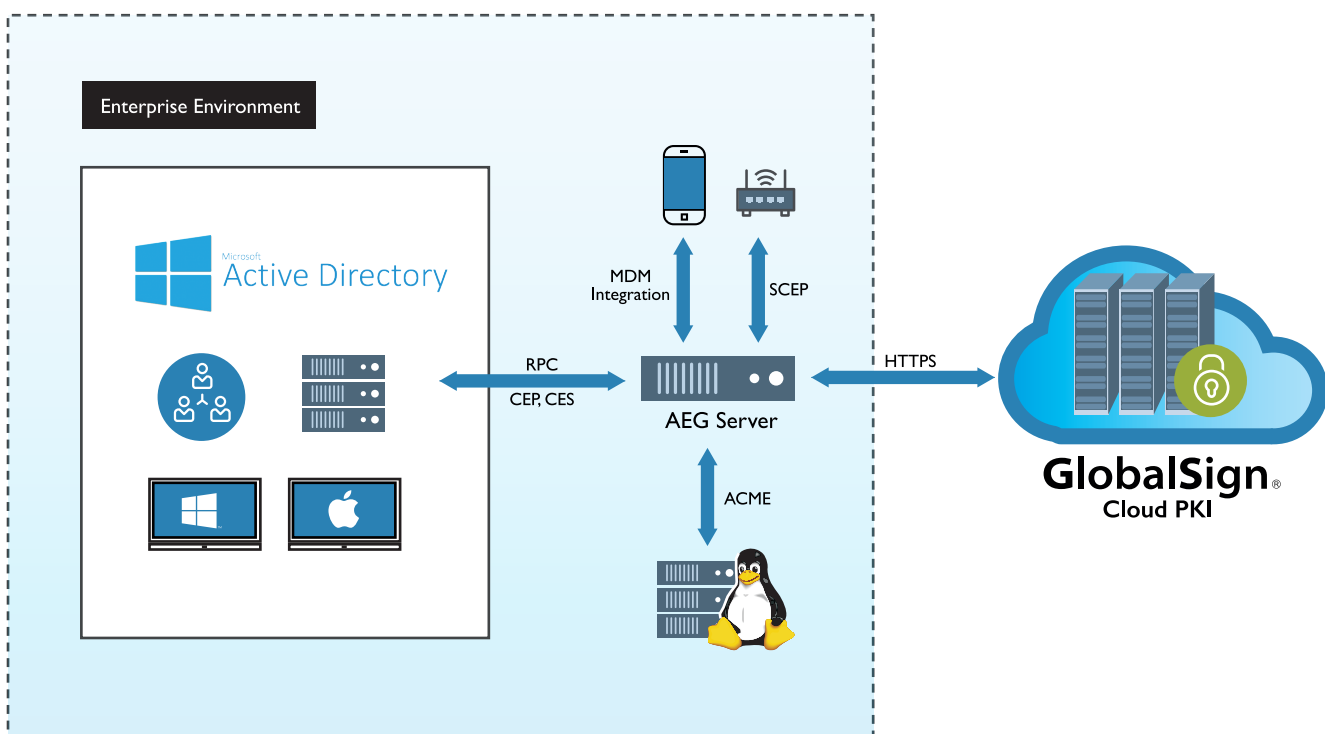 Enterprise Environment
Microsoft
Active Directory
MDM
Integration
SCEP
RPC
CEP, CES
HTTPS
AEG Server
ACME
GlobalSign®
Cloud PKI